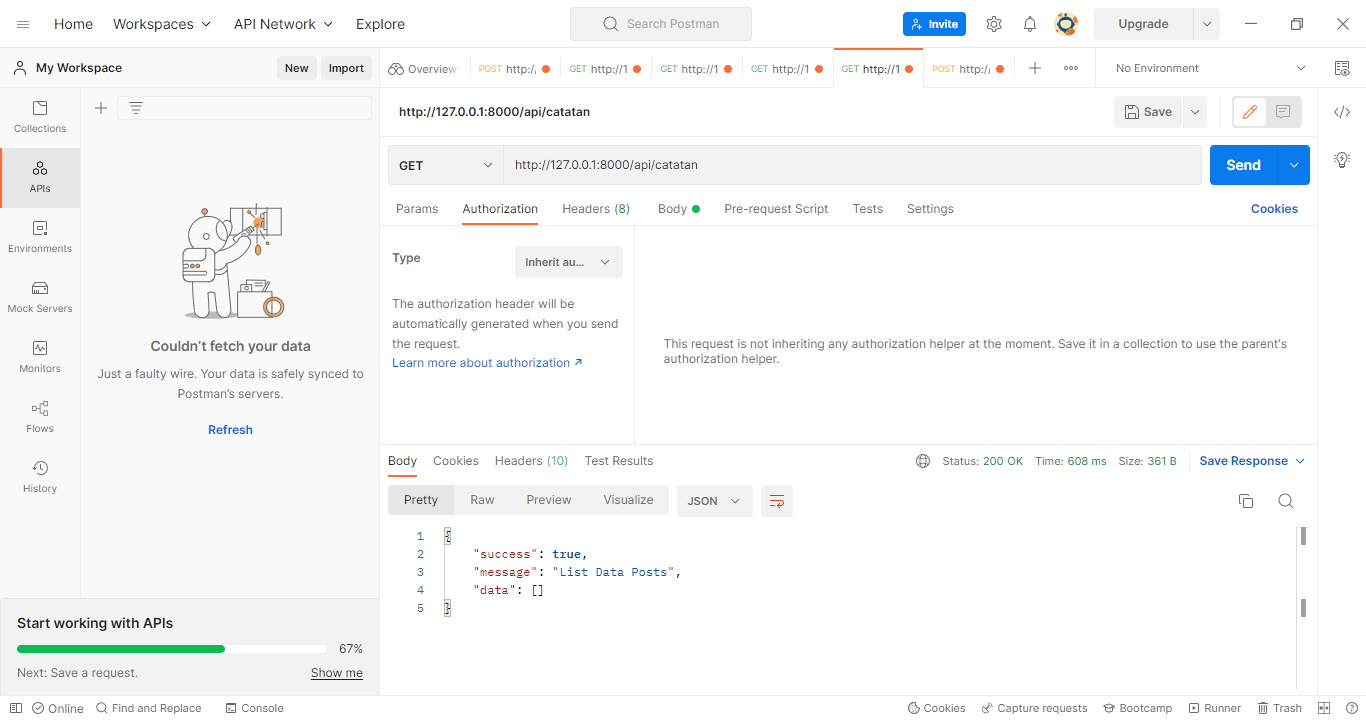 Home Workspaces API Network Explore Search Postman Invite Upgrade
My Workspace New Import Overview POST http:/ GET http://1 GET http://1 GET http://1 GET http://1 POST http:/ No Environment
Collections
APIs
Environments
Mock Servers
Monitors
Flows
History
Couldn't fetch your data
Just a faulty wire. Your data is safely synced to
Postman's servers.
Refresh
Start working with APIs
67%
Next: Save a request. Show me
http://127.0.0.1:8000/api/catatan Save
GET http://127.0.0.1:8000/api/catatan Send
Params Authorization Headers (8) Body Pre-request Script Tests Settings Cookies
Type Inherit au...
The authorization header will be
automatically generated when you send
the request.
Learn more about authorization ↗
This request is not inheriting any authorization helper at the moment. Save it in a collection to use the parent's
authorization helper.
Body Cookies Headers (10) Test Results Status: 200 OK Time: 608 ms Size: 361 B Save Response
Pretty Raw Preview Visualize JSON
1 {
2 "success": true,
3 "message": "List Data Posts",
4 "data": []
5 }
Online Find and Replace Console Cookies Capture requests Bootcamp Runner Trash